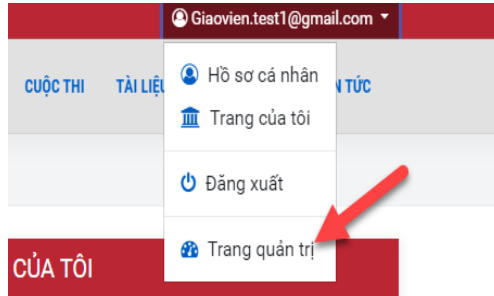 Giaovien.test1@gmail.com
CUỘC THI
TÀI LIỆU
N TỨC
Hồ sơ cá nhân
Trang của tôi
Đăng xuất
Trang quản trị
CỦA TÔI